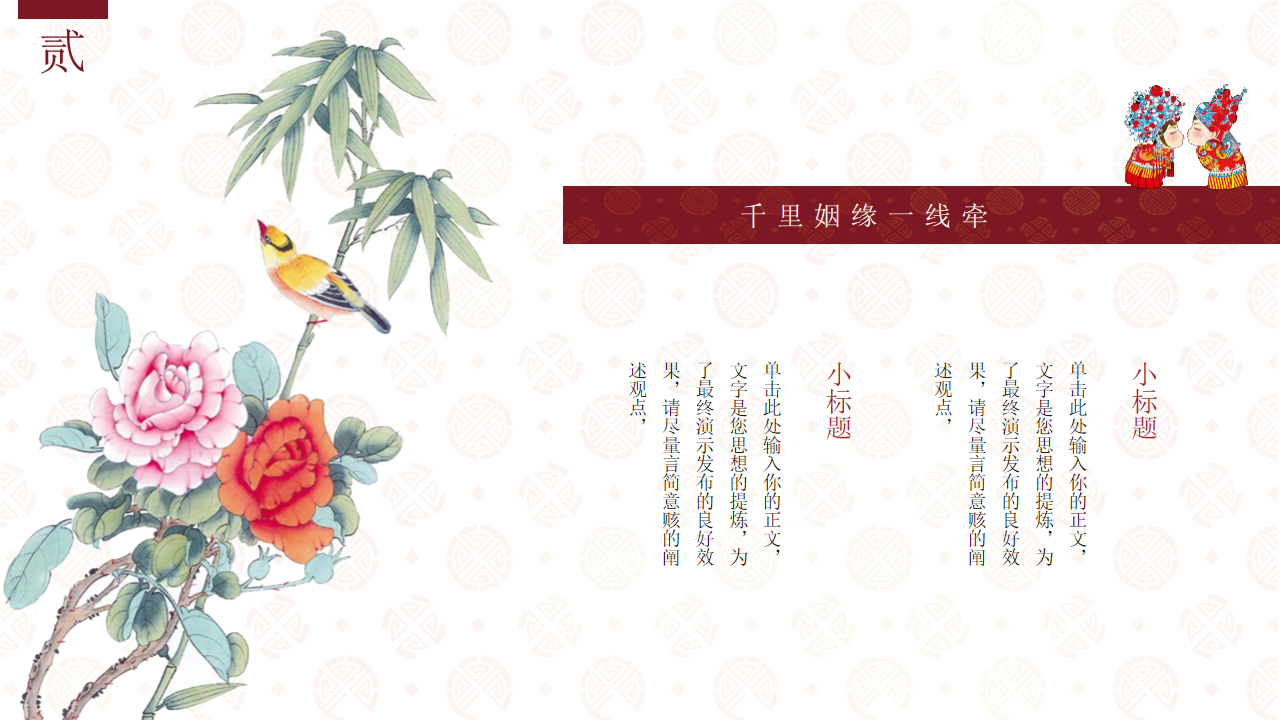 贰
千里姻缘一线牵
小标题
单击此处输入你的正文，
文字是您思想的提炼，为
了最终演示发布的良好效
果，请尽量言简意赅的阐
述观点，
小标题
单击此处输入你的正文，
文字是您思想的提炼，为
了最终演示发布的良好效
果，请尽量言简意赅的阐
述观点，